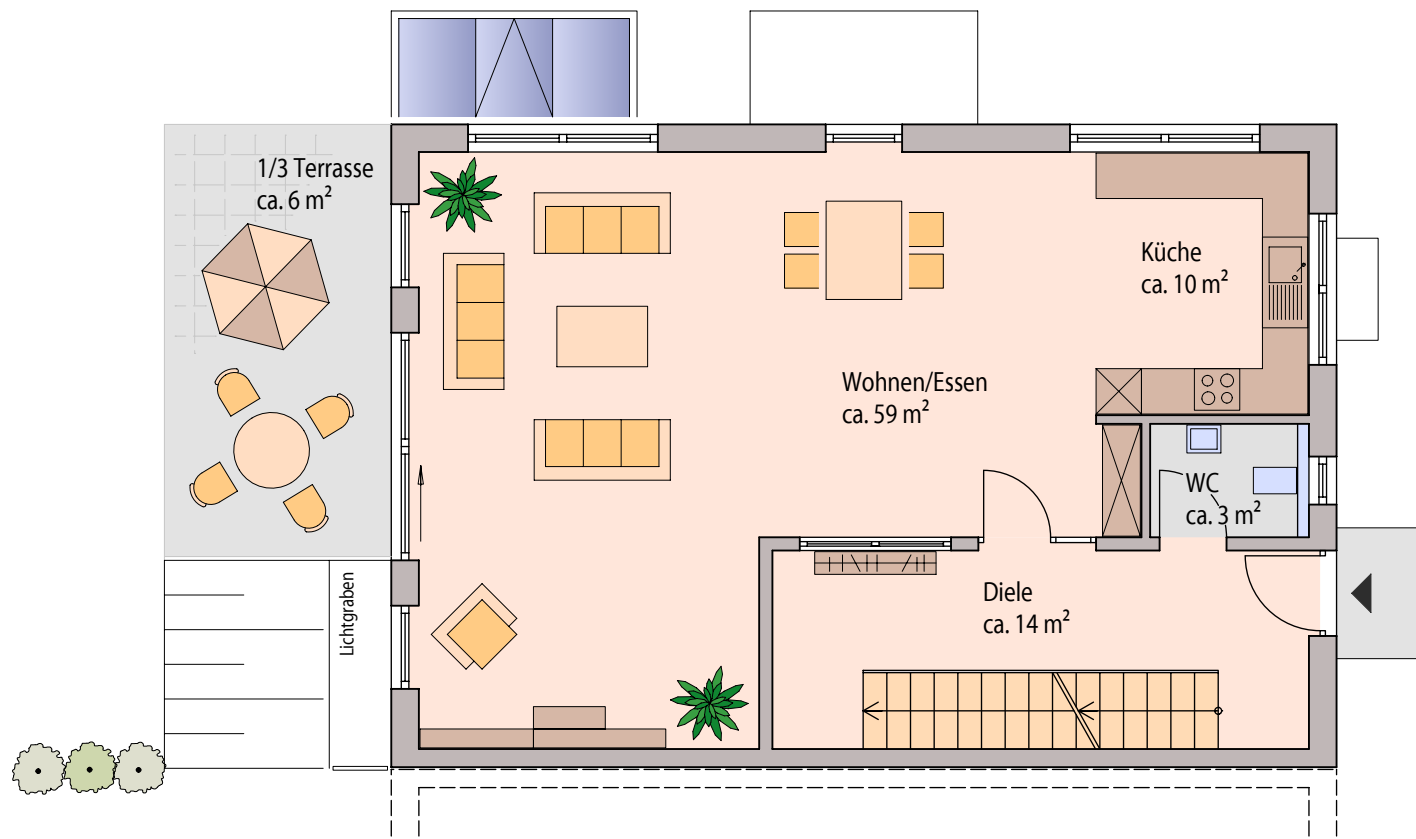 1/3 Terrasse
ca. 6 m²
Küche
ca. 10 m²
Wohnen/Essen
ca. 59 m²
WC
ca. 3 m²
Diele
ca. 14 m²
Lichtgraben